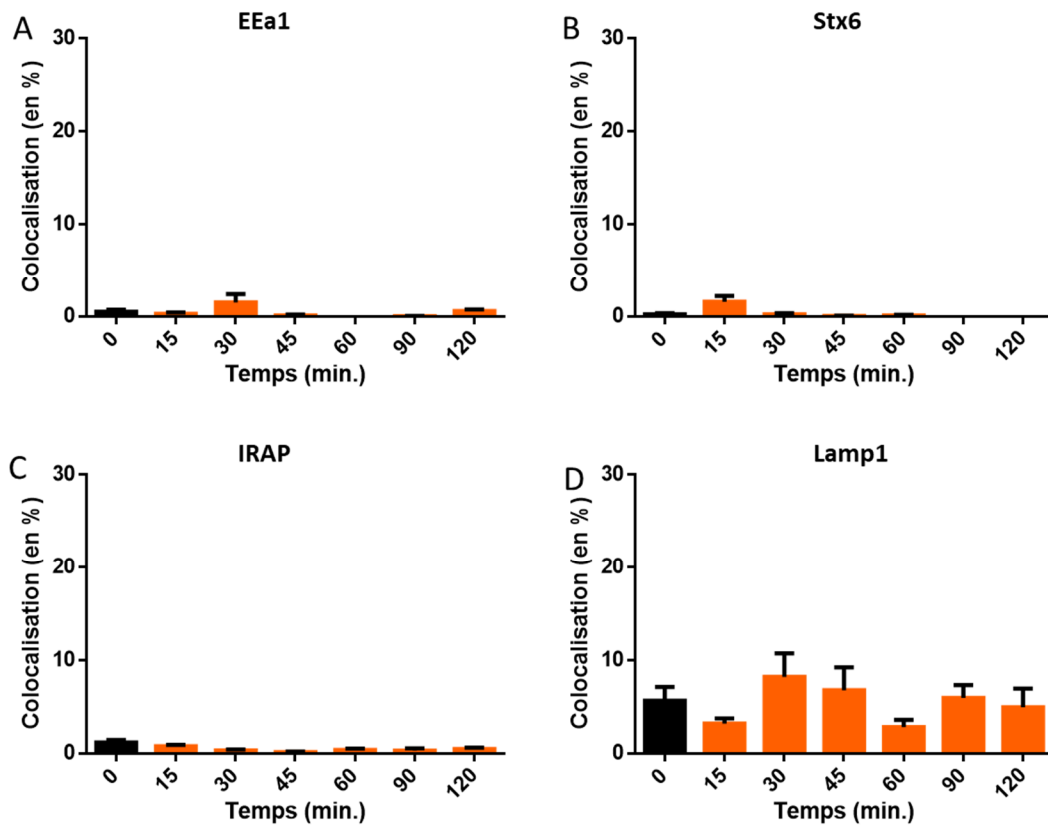 A
EEa1
Colocalisation (en %)
30
20
10
0
0 15 30 45 60 90 120
Temps (min.)
B
Stx6
Colocalisation (en %)
30
20
10
0
0 15 30 45 60 90 120
Temps (min.)
C
IRAP
Colocalisation (en %)
30
20
10
0
0 15 30 45 60 90 120
Temps (min.)
D
Lamp1
Colocalisation (en %)
30
20
10
0
0 15 30 45 60 90 120
Temps (min.)